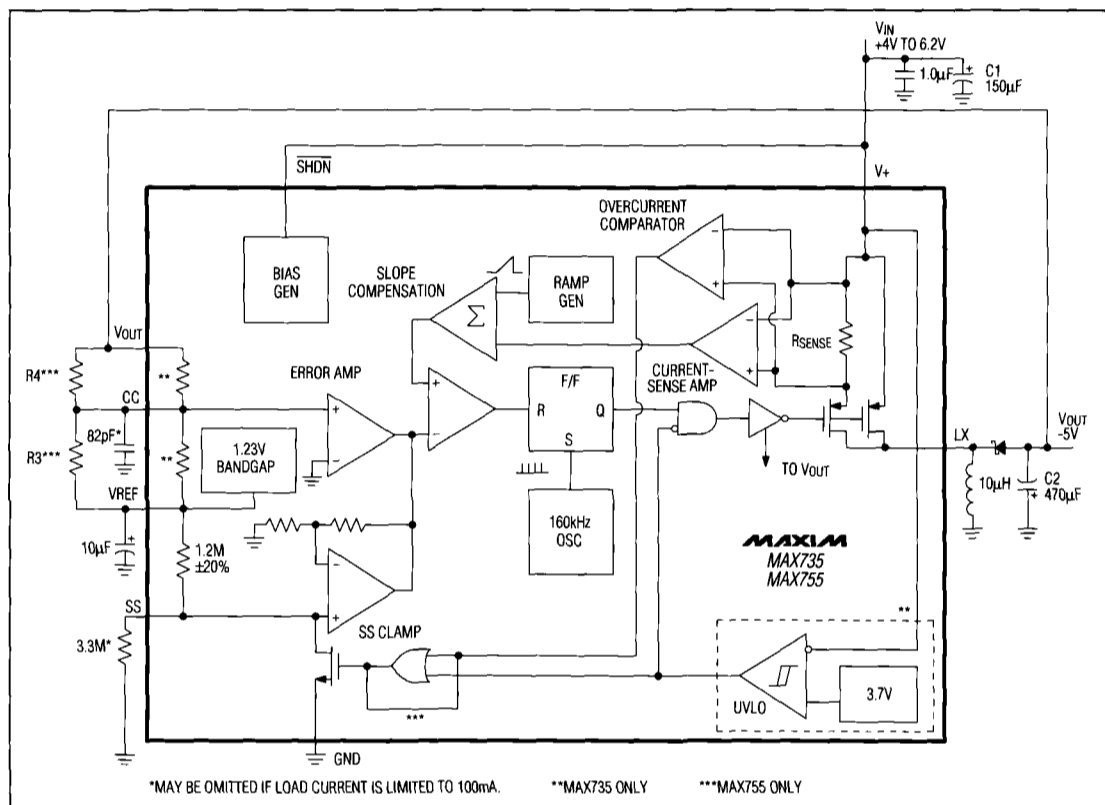 VIN
+4V TO 6.2V
1.0µF
C1
150µF
SHDN
V+
OVERCURRENT
COMPARATOR
BIAS
GEN
SLOPE
COMPENSATION
RAMP
GEN
Σ
RSENSE
VOUT
R4***
**
ERROR AMP
CURRENT-
SENSE AMP
F/F
R
Q
S
CC
82pF*
R3***
**
1.23V
BANDGAP
VREF
TO VOUT
LX
VOUT
-5V
10µH
C2
470µF
10µF
1.2M
±20%
160kHz
OSC
MAXIM
MAX735
MAX755
SS
3.3M*
SS CLAMP
**
UVLO
3.7V
***
GND
*MAY BE OMITTED IF LOAD CURRENT IS LIMITED TO 100mA. **MAX735 ONLY ***MAX755 ONLY